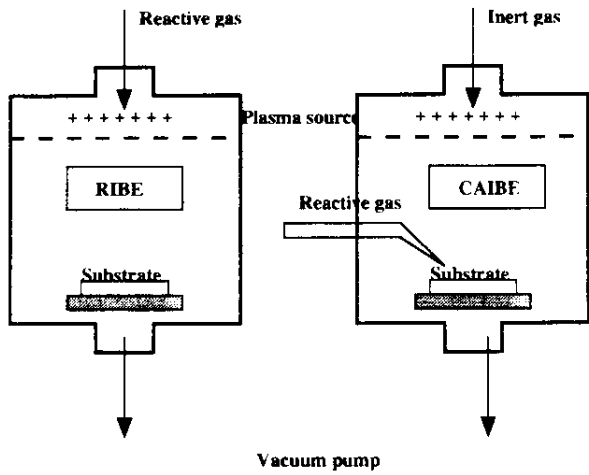 Reactive gas
Inert gas
+ + + + + + +
Plasma source
+ + + + + + +
RIBE
CAIBE
Reactive gas
Substrate
Substrate
Vacuum pump